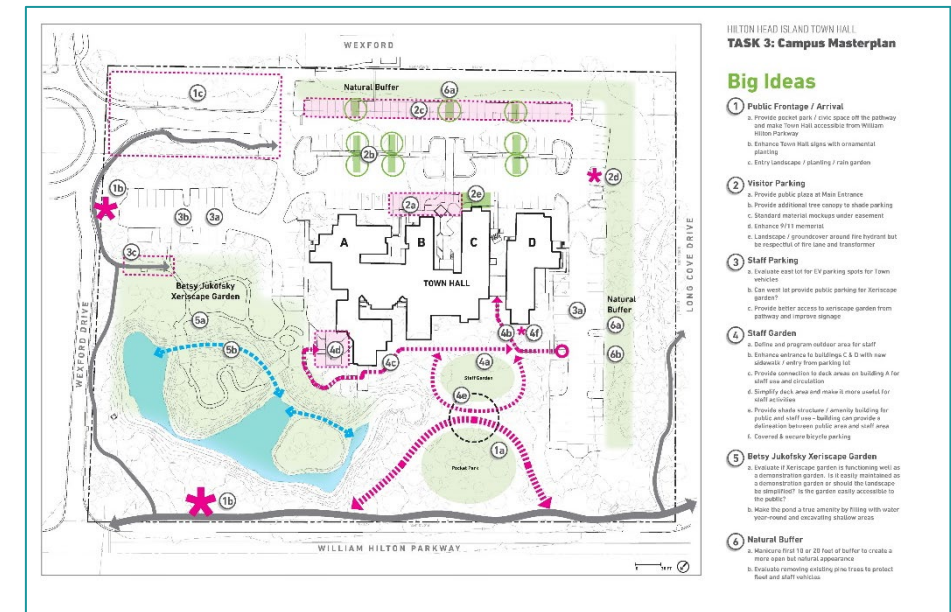 HILTON HEAD ISLAND TOWN HALL
TASK 3: Campus Masterplan
Big Ideas
1 Public Frontage / Arrival
a. Provide pocket park / civic space off the pathway
and make Town Hall accessible from William
Hilton Parkway
b. Enhance Town Hall signs with ornamental
planting
c. Entry landscape / planting / rain garden
2 Visitor Parking
a. Provide public plaza at Main Entrance
b. Provide additional tree canopy to shade parking
c. Standard material mockups under easement
d. Enhance 9/11 memorial
e. Landscape / groundcover around fire hydrant but
be respectful of fire lane and transformer
3 Staff Parking
a. Evaluate east lot for EV parking spots for Town
vehicles
b. Can west lot provide public parking for Xeriscape
garden?
c. Provide better access to xeriscape garden from
pathway and improve signage
4 Staff Garden
a. Define and program outdoor area for staff
b. Enhance entrance to buildings C & D with new
sidewalk / entry from parking lot
c. Provide connection to deck areas on building A for
staff use and circulation
d. Simplify deck area and make it more useful for
staff activities
e. Provide shade structure / amenity building for
public and staff use - building can provide a
delineation between public area and staff area
f. Covered & secure bicycle parking
5 Betsy Jukofsky Xeriscape Garden
a. Evaluate if Xeriscape garden is functioning well as
a demonstration garden. Is it easily maintained as
a demonstration garden or should the landscape
be simplified? Is the garden easily accessible to
the public?
b. Make the pond a true amenity by filling with water
year-round and excavating shallow areas
6 Natural Buffer
a. Manicure first 10 or 20 feet of buffer to create a
more open but natural appearance
b. Evaluate removing existing pine trees to protect
fleet and staff vehicles
WEXFORD
Natural Buffer
6a
1c
2c
2b
2d
1b
3b
3a
2a
2e
A
B
C
D
TOWN HALL
3c
Betsy Jukofsky
Xeriscape Garden
5a
5b
4d
4c
4a
4b
4f
3a
Natural
Buffer
6a
6b
Staff Garden
4e
1a
Pocket Park
1b
WEXFORD DRIVE
LONG COVE DRIVE
WILLIAM HILTON PARKWAY